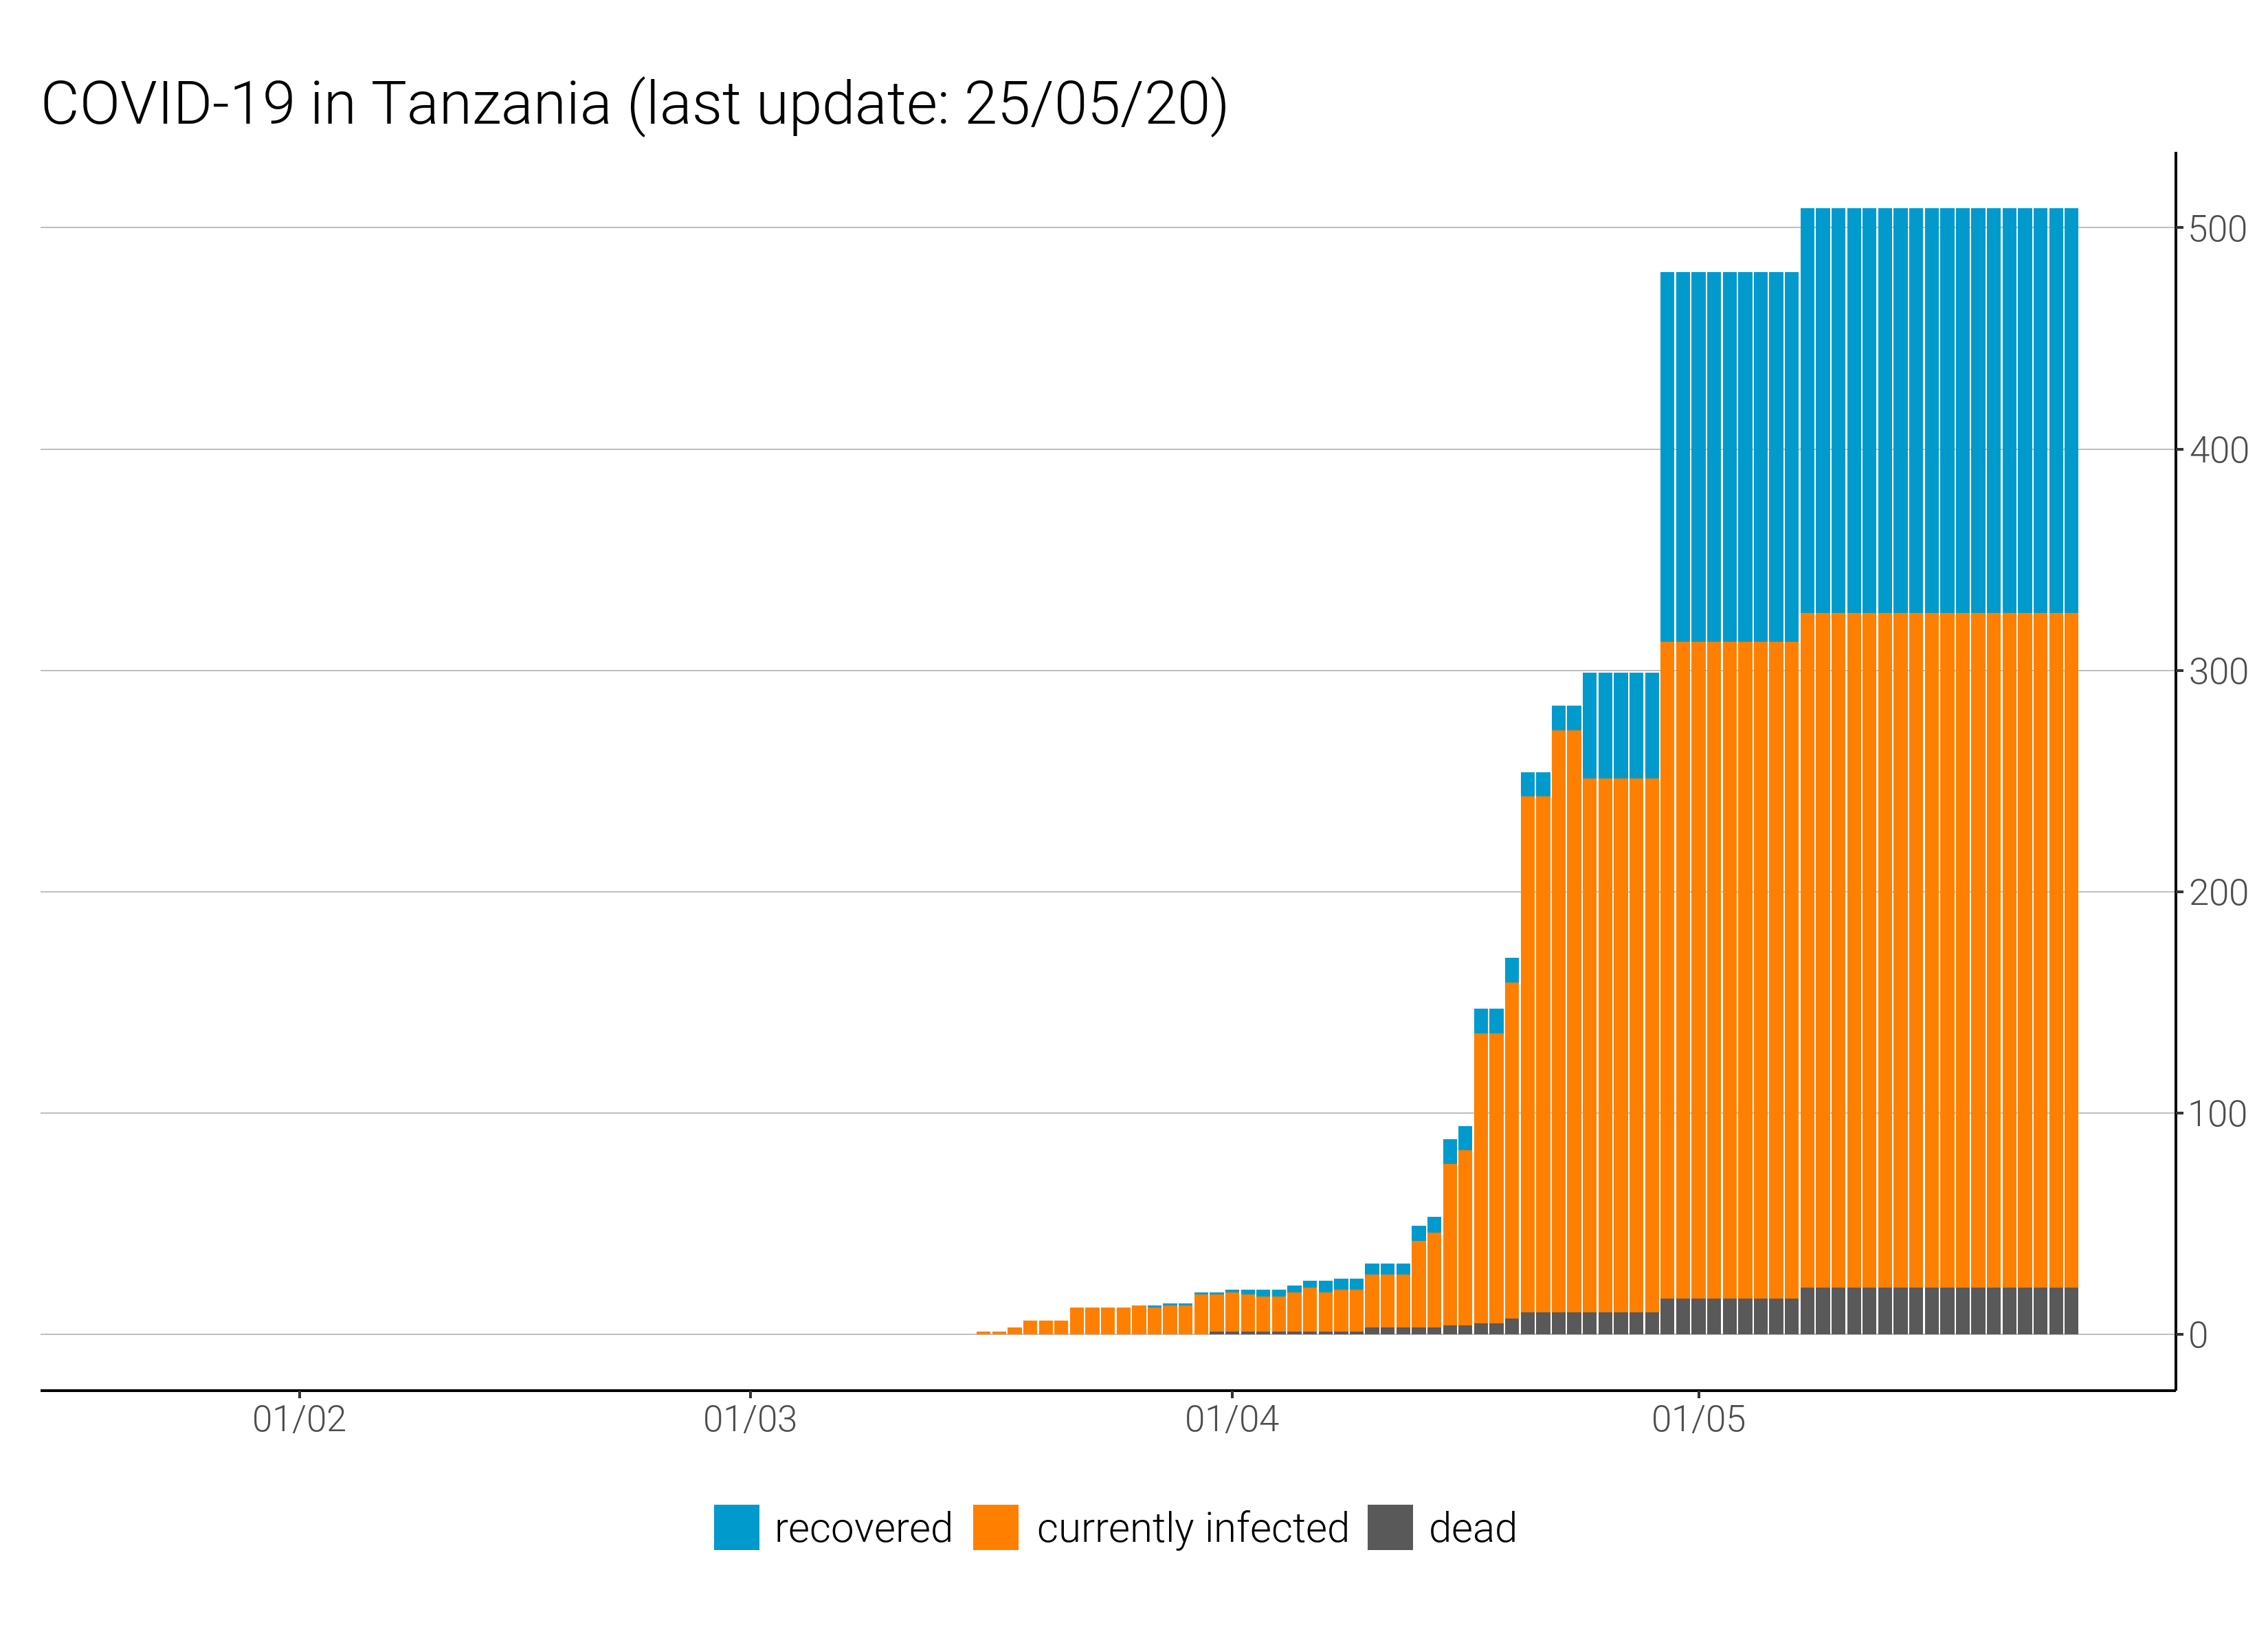 COVID-19 in Tanzania (last update: 25/05/20)
500
400
300
200
100
0
01/02 01/03 01/04 01/05
recovered currently infected dead